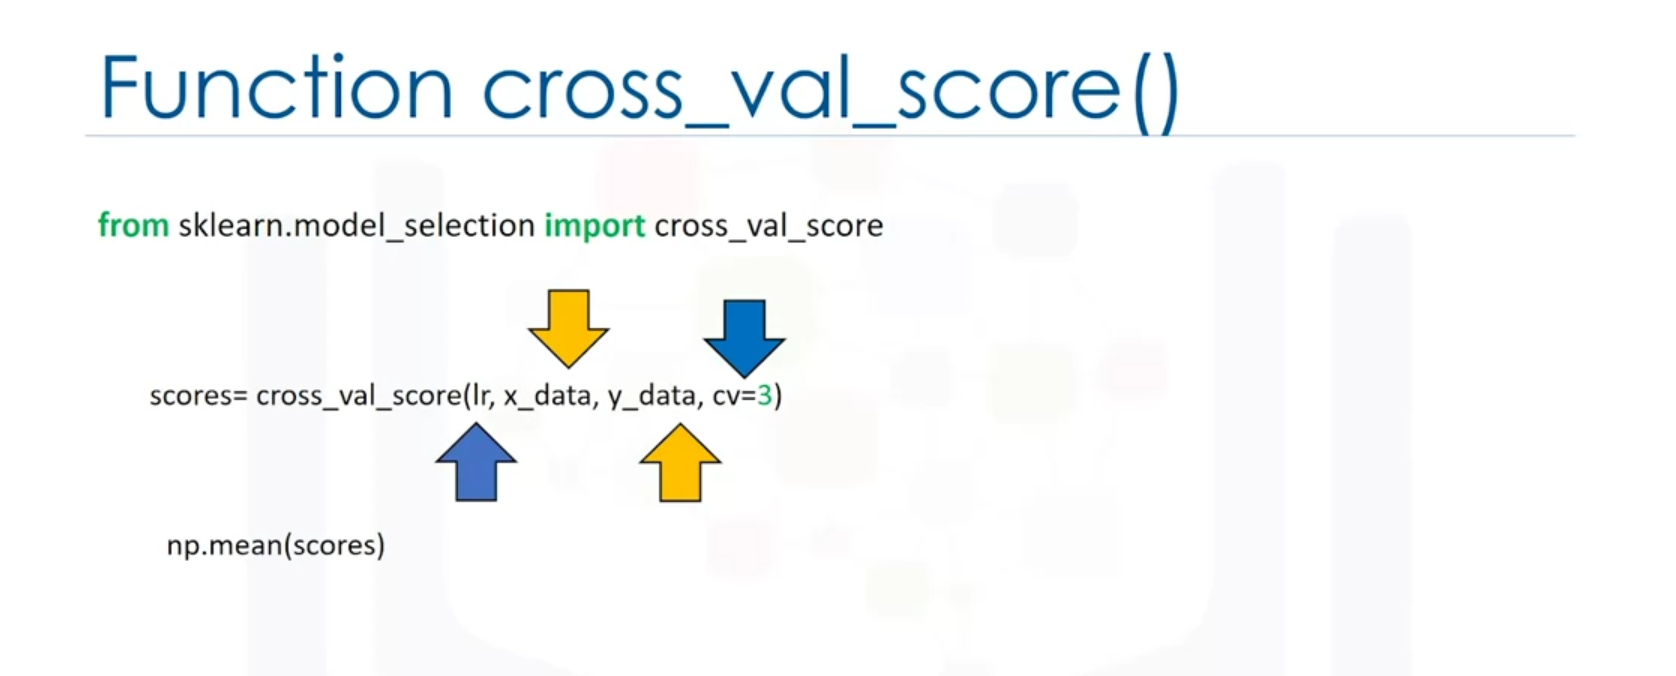 Function cross_val_score()
from sklearn.model_selection import cross_val_score
scores= cross_val_score(lr, x_data, y_data, cv=3)
np.mean(scores)